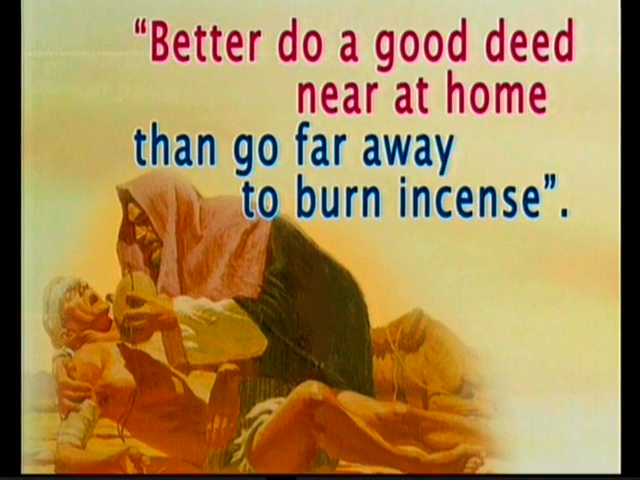 “Better do a good deed
near at home
than go far away
to burn incense”.